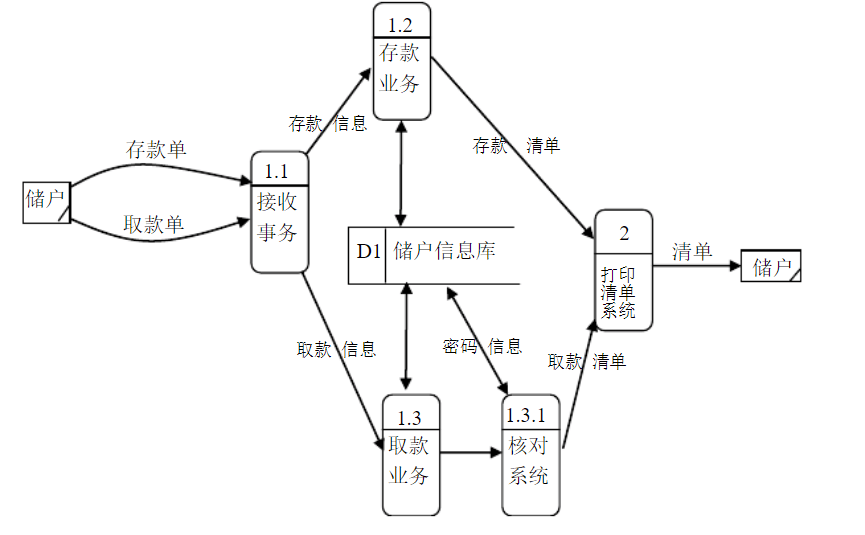 1.2
存款
业务
存款 信息
存款 清单
存款单
储户
取款单
1.1
接收
事务
D1 储户信息库
2
打印
清单
系统
清单
储户
取款 信息
密码 信息
取款 清单
1.3
取款
业务
1.3.1
核对
系统